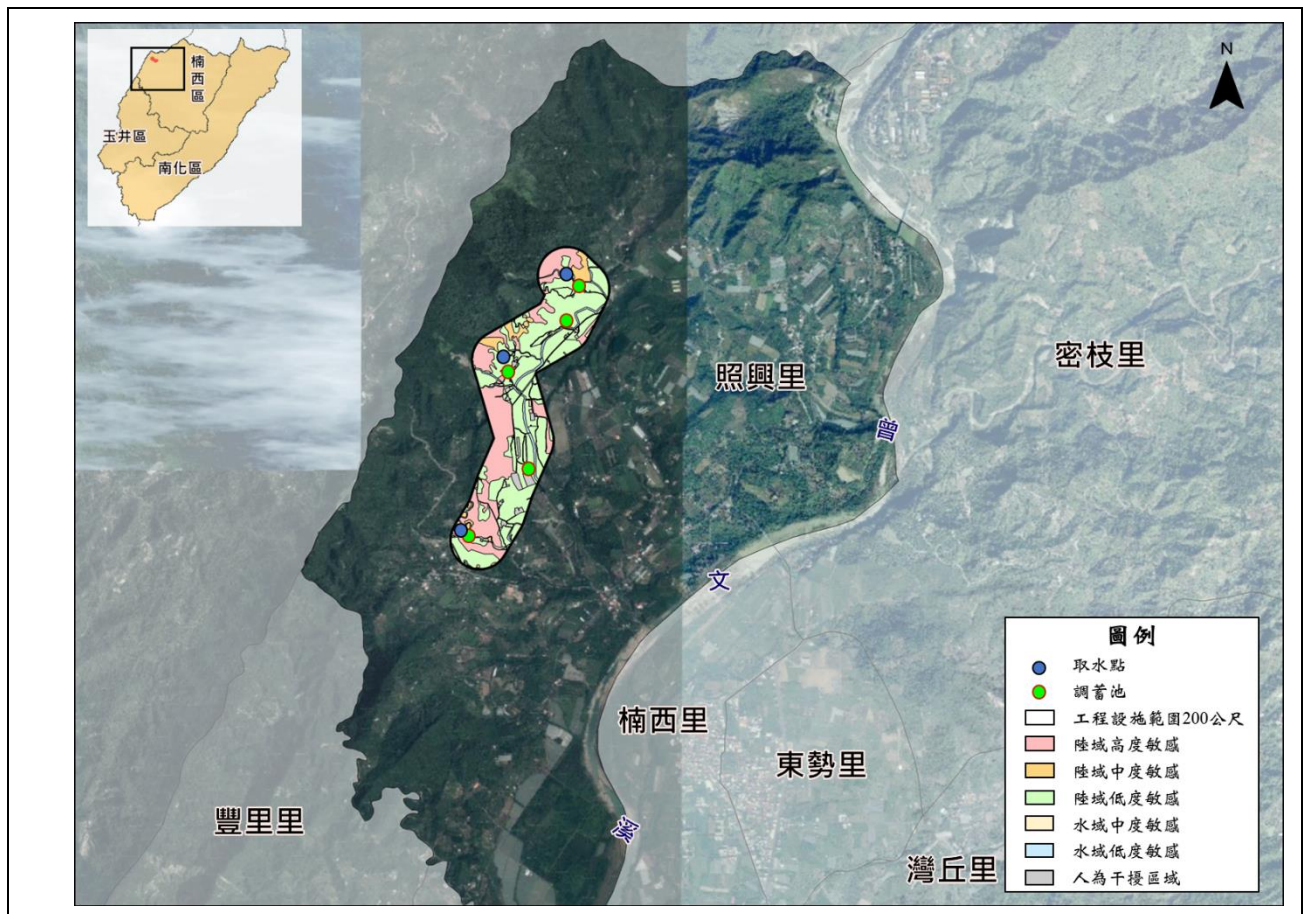 楠西區
玉井區
南化區
N
照興里
密枝里
曾
文
溪
楠西里
東勢里
豐里里
灣丘里
圖例
取水點
調蓄池
工程設施範圍200公尺
陸域高度敏感
陸域中度敏感
陸域低度敏感
水域中度敏感
水域低度敏感
人為干擾區域